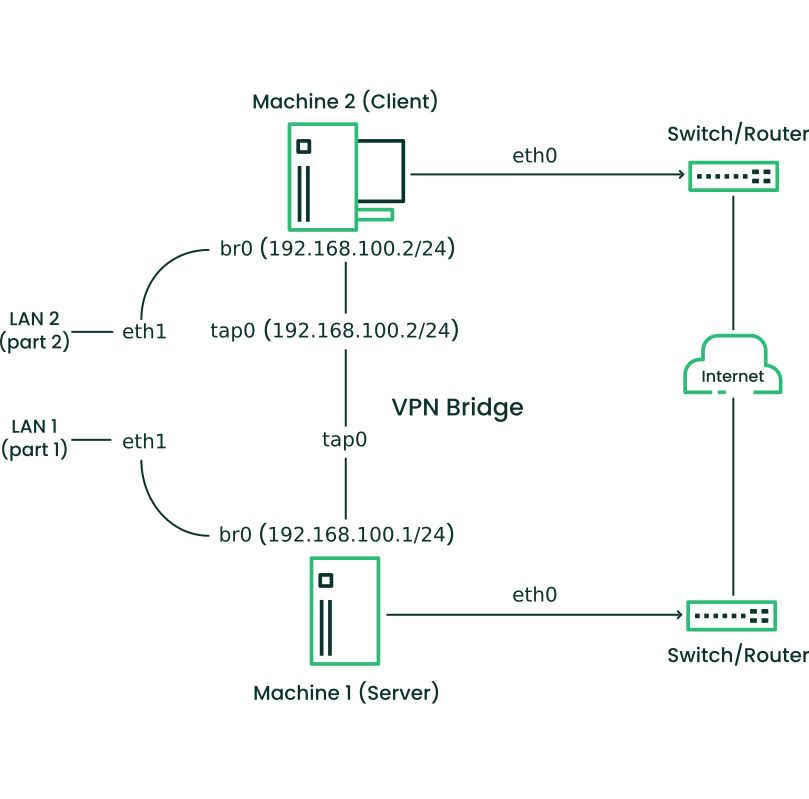 Machine 2 (Client)
Switch/Router
eth0
br0 (192.168.100.2/24)
LAN 2
(part 2)
eth1
tap0 (192.168.100.2/24)
Internet
VPN Bridge
LAN 1
(part 1)
eth1
tap0
br0 (192.168.100.1/24)
eth0
Switch/Router
Machine 1 (Server)